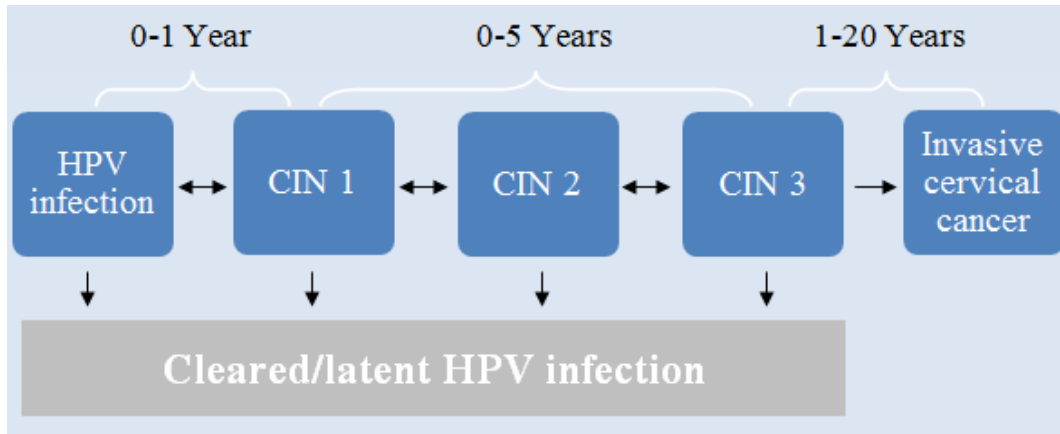 0-1 Year
0-5 Years
1-20 Years
HPV
infection
CIN 1
CIN 2
CIN 3
Invasive
cervical
cancer
Cleared/latent HPV infection